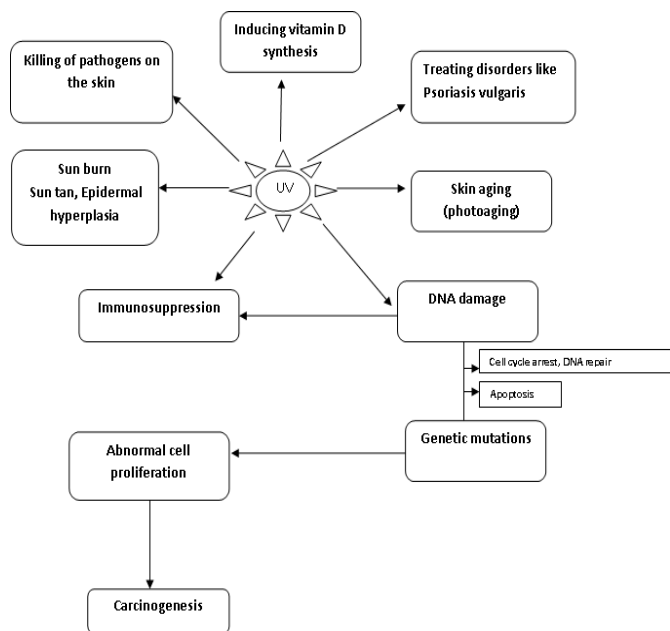 Inducing vitamin D
synthesis
Killing of pathogens on
the skin
Treating disorders like
Psoriasis vulgaris
Sun burn
Sun tan, Epidermal
hyperplasia
UV
Skin aging
(photoaging)
Immunosuppression
DNA damage
Cell cycle arrest, DNA repair
Apoptosis
Genetic mutations
Abnormal cell
proliferation
Carcinogenesis